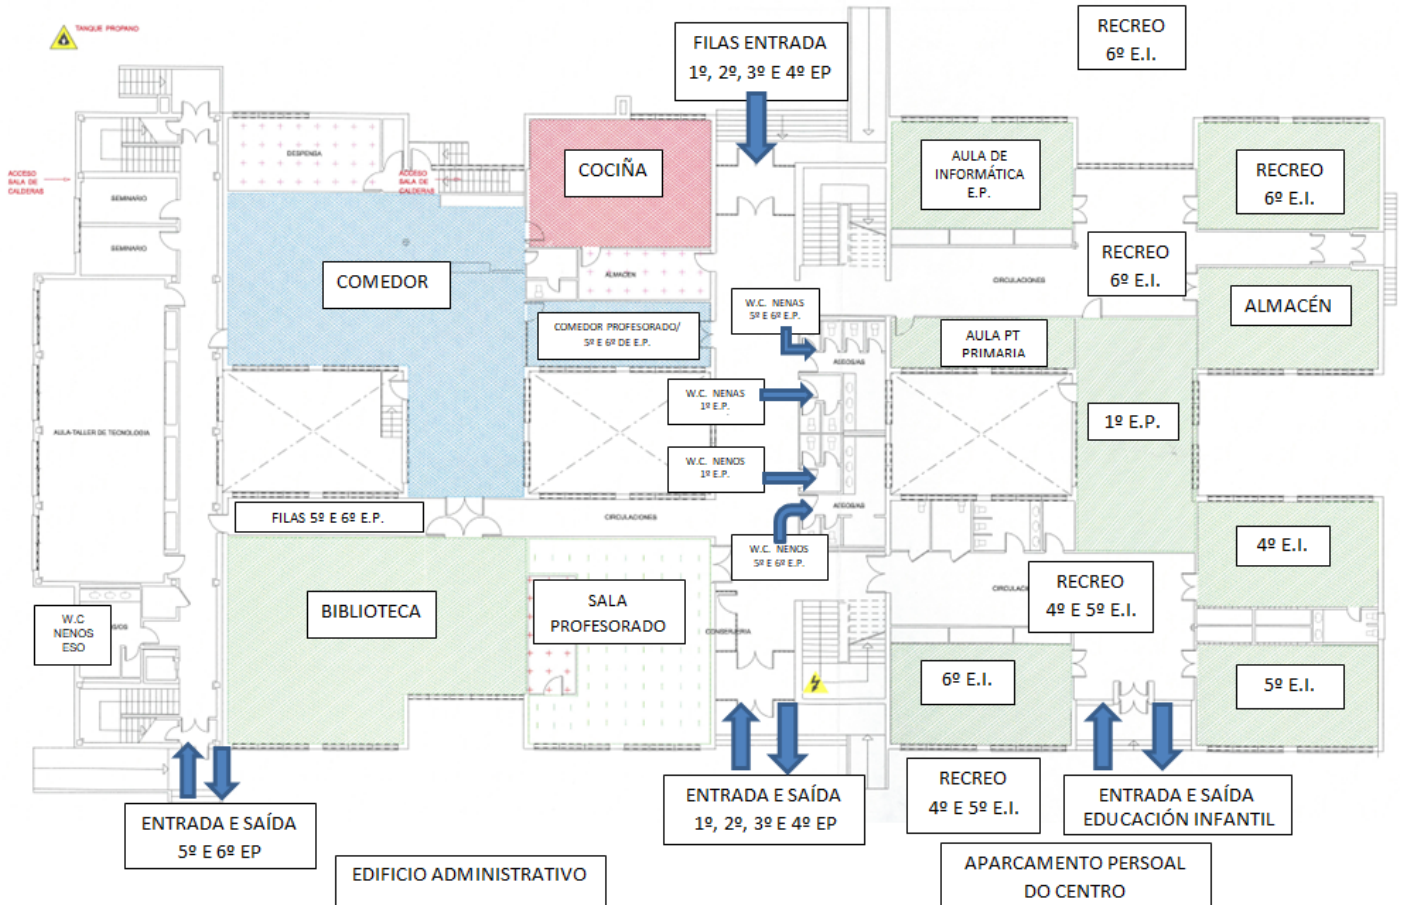 TANQUE PROPANO
FILAS ENTRADA
1º, 2º, 3º E 4º EP
RECREO
6º E.I.
DESPENSA
COCIÑA
AULA DE
INFORMÁTICA
E.P.
RECREO
6º E.I.
ACCESO
SALA DE
CALDERAS
ACCESO
SALA DE
CALDERAS
SEMINARIO
SEMINARIO
COMEDOR
ALMACEN
RECREO
6º E.I.
CIRCULACIONES
ALMACÉN
W.C. NENAS
5º E 6º E.P.
COMEDOR PROFESORADO/
5º E 6º DE E.P.
AULA PT
PRIMARIA
ASEOS/AS
W.C. NENAS
1º E.P.
1º E.P.
AULA-TALLER DE TECNOLOGIA
W.C. NENOS
1º E.P.
ASEOS/AS
FILAS 5º E 6º E.P.
CIRCULACIONES
W.C. NENOS
5º E 6º E.P.
4º E.I.
RECREO
4º E 5º E.I.
BIBLIOTECA
SALA
PROFESORADO
CONSERJERIA
W.C
NENOS
ESO
6º E.I.
5º E.I.
RECREO
4º E 5º E.I.
ENTRADA E SAÍDA
5º E 6º EP
ENTRADA E SAÍDA
1º, 2º, 3º E 4º EP
ENTRADA E SAÍDA
EDUCACIÓN INFANTIL
EDIFICIO ADMINISTRATIVO
APARCAMENTO PERSOAL
DO CENTRO